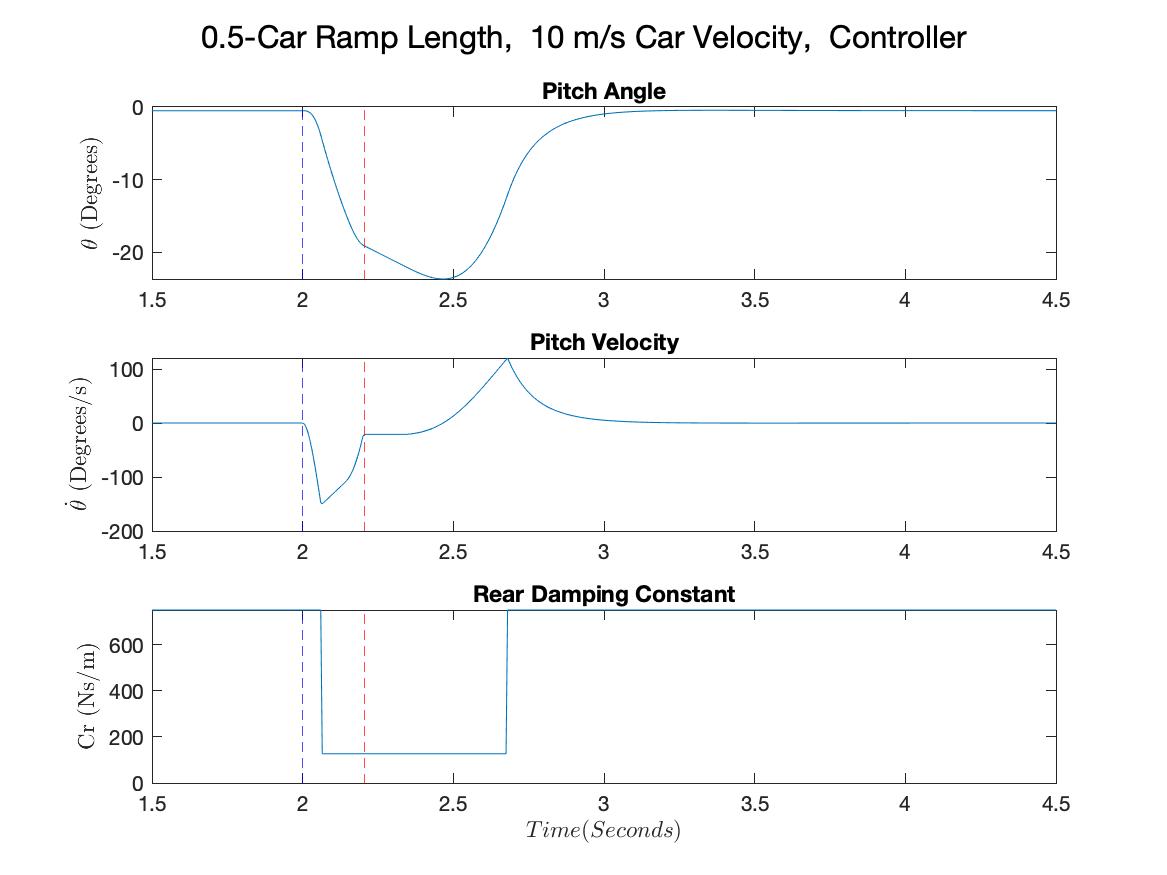 0.5-Car Ramp Length,  10 m/s Car Velocity,  Controller
Pitch Angle
0
-10
-20
θ (Degrees)
1.5 2 2.5 3 3.5 4 4.5
Pitch Velocity
100
0
-100
-200
θ̇ (Degrees/s)
1.5 2 2.5 3 3.5 4 4.5
Rear Damping Constant
600
400
200
0
Cr (Ns/m)
1.5 2 2.5 3 3.5 4 4.5
Time(Seconds)